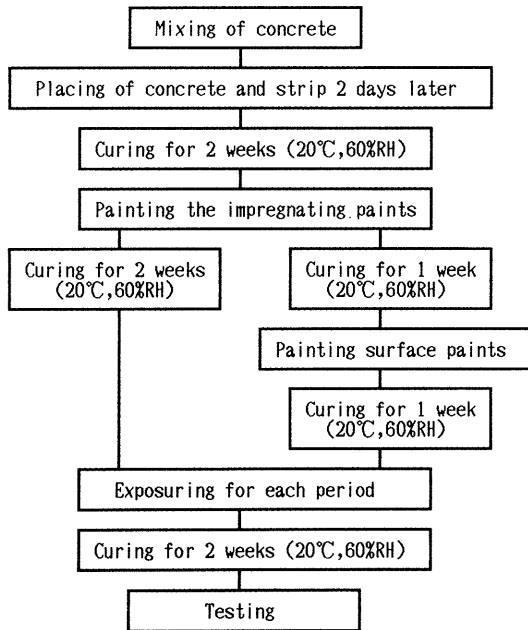 Mixing of concrete
Placing of concrete and strip 2 days later
Curing for 2 weeks (20℃,60%RH)
Painting the impregnating paints
Curing for 2 weeks
(20℃,60%RH)
Curing for 1 week
(20℃,60%RH)
Painting surface paints
Curing for 1 week
(20℃,60%RH)
Exposuring for each period
Curing for 2 weeks (20℃,60%RH)
Testing